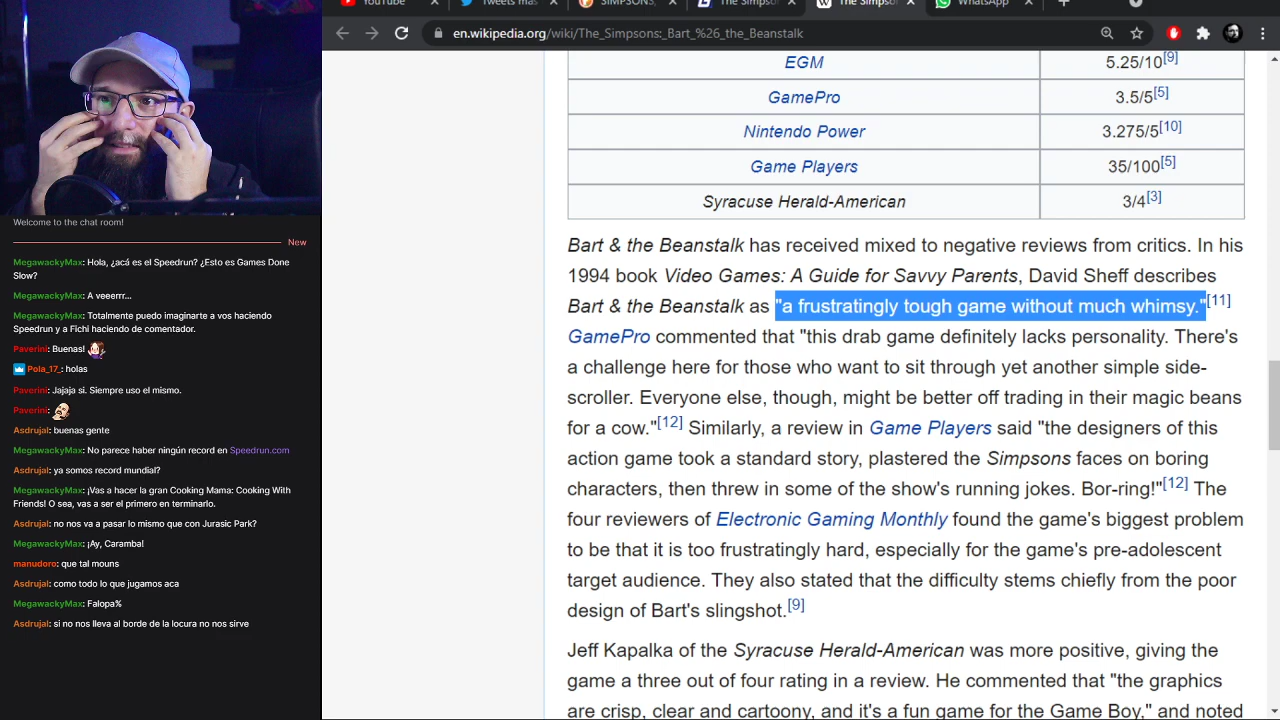 YouTube
Tweets más
SIMPSONS,
The Simpso
The Simps
WhatsApp
en.wikipedia.org/wiki/The_Simpsons:_Bart_%26_the_Beanstalk
Welcome to the chat room!
New
MegawackyMax: Hola, ¿acá es el Speedrun? ¿Esto es Games Done
Slow?
MegawackyMax: A veeerrr...
MegawackyMax: Totalmente puedo imaginarte a vos haciendo
Speedrun y a Fichi haciendo de comentador.
Paverini: Buenas!
Pola_17_: holas
Paverini: Jajaja si. Siempre uso el mismo.
Paverini:
Asdrujal: buenas gente
MegawackyMax: No parece haber ningún record en Speedrun.com
Asdrujal: ya somos record mundial?
MegawackyMax: ¡Vas a hacer la gran Cooking Mama: Cooking With
Friends! O sea, vas a ser el primero en terminarlo.
Asdrujal: no nos va a pasar lo mismo que con Jurasic Park?
MegawackyMax: ¡Ay, Caramba!
manudoro: que tal mouns
Asdrujal: como todo lo que jugamos aca
MegawackyMax: Falopa%
Asdrujal: si no nos lleva al borde de la locura no nos sirve
EGM 5.25/10[9]
GamePro 3.5/5[5]
Nintendo Power 3.275/5[10]
Game Players 35/100[5]
Syracuse Herald-American 3/4[3]
Bart & the Beanstalk has received mixed to negative reviews from critics. In his
1994 book Video Games: A Guide for Savvy Parents, David Sheff describes
Bart & the Beanstalk as "a frustratingly tough game without much whimsy."[11]
GamePro commented that "this drab game definitely lacks personality. There's
a challenge here for those who want to sit through yet another simple side-
scroller. Everyone else, though, might be better off trading in their magic beans
for a cow."[12] Similarly, a review in Game Players said "the designers of this
action game took a standard story, plastered the Simpsons faces on boring
characters, then threw in some of the show's running jokes. Bor-ring!"[12] The
four reviewers of Electronic Gaming Monthly found the game's biggest problem
to be that it is too frustratingly hard, especially for the game's pre-adolescent
target audience. They also stated that the difficulty stems chiefly from the poor
design of Bart's slingshot.[9]
Jeff Kapalka of the Syracuse Herald-American was more positive, giving the
game a three out of four rating in a review. He commented that "the graphics
are crisp, clear and cartoony, and it's a fun game for the Game Boy," and noted